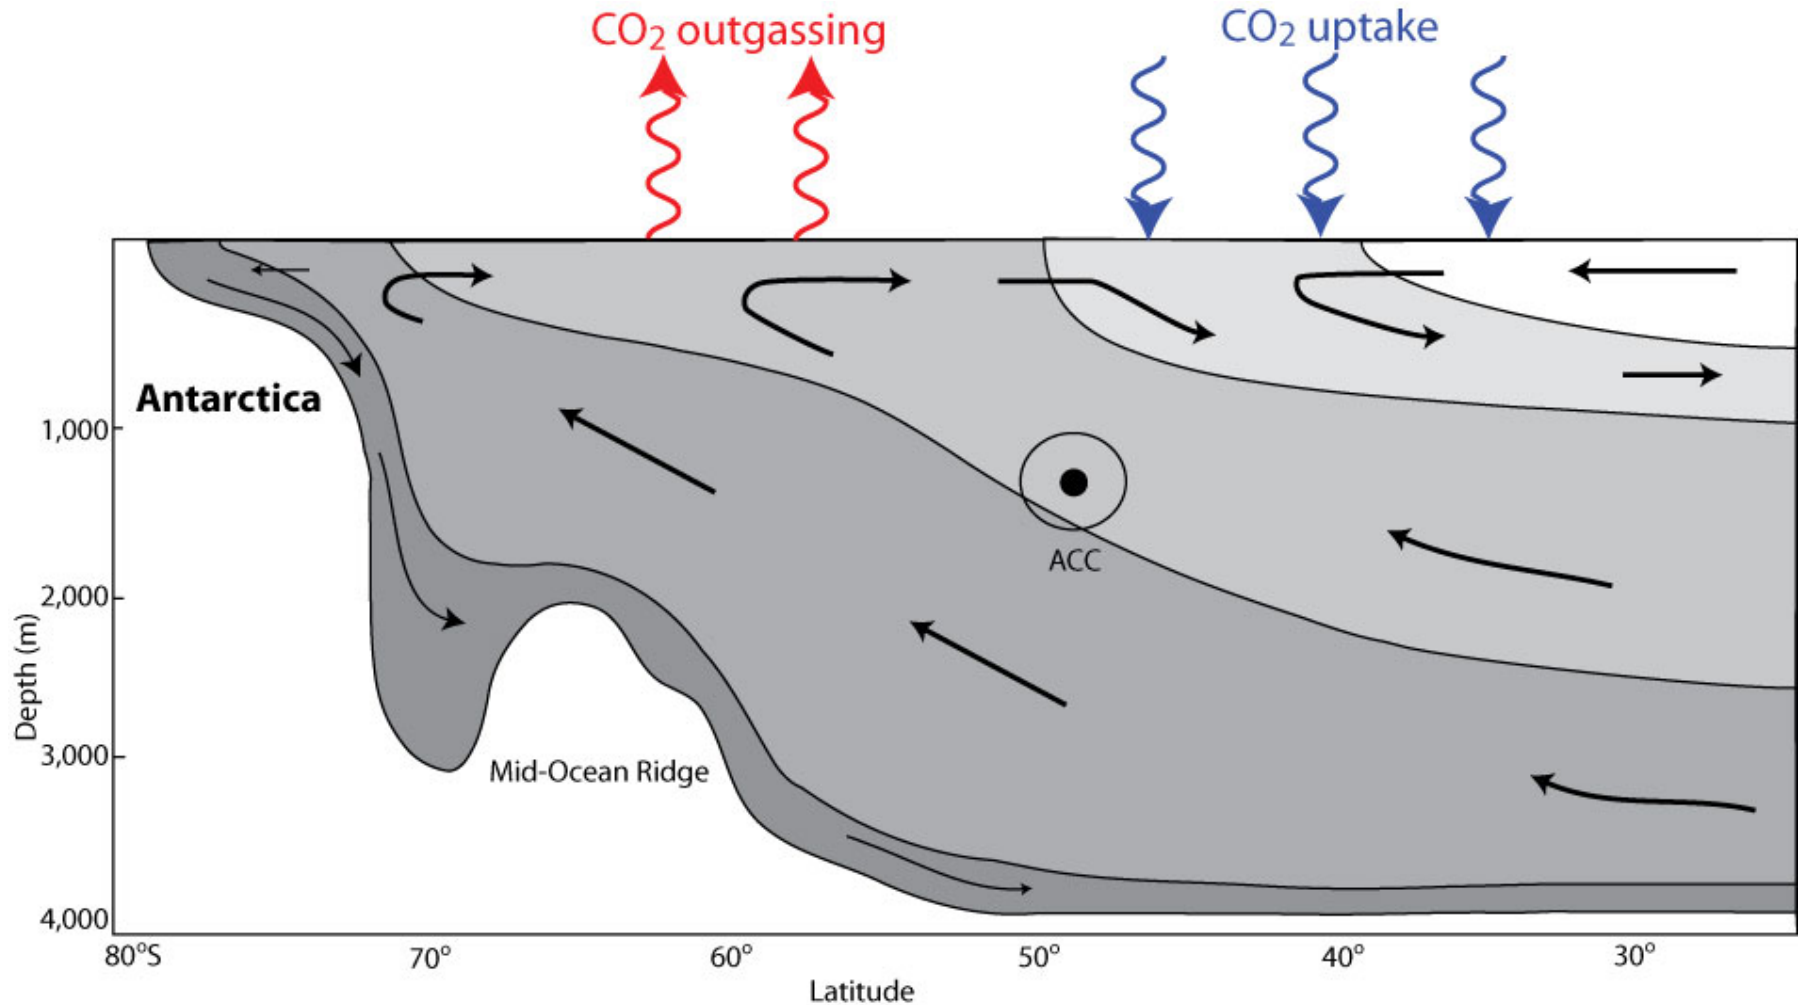 CO₂ outgassing
CO₂ uptake
Antarctica
1,000
ACC
2,000
Depth (m)
3,000
Mid-Ocean Ridge
4,000
80°S 70° 60° 50° 40° 30°
Latitude